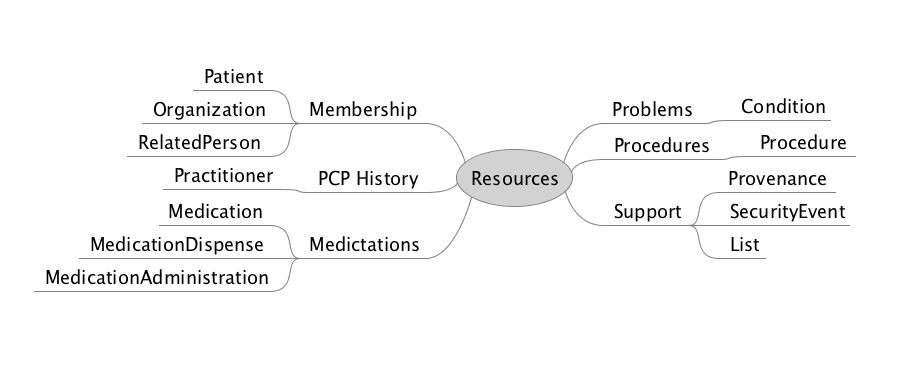 Patient
Organization
RelatedPerson
Membership
Practitioner
PCP History
Medication
MedicationDispense
MedicationAdministration
Medictations
Resources
Problems
Condition
Procedures
Procedure
Support
Provenance
SecurityEvent
List